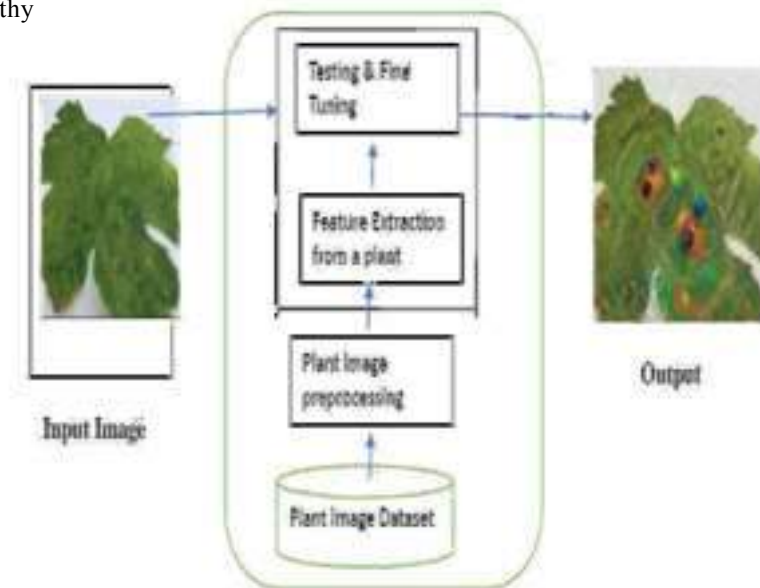 thy
Testing & Fine
Tuning
Feature Extraction
from a plant
Plant Image
preprocessing
Plant Image Dataset
Input Image
Output